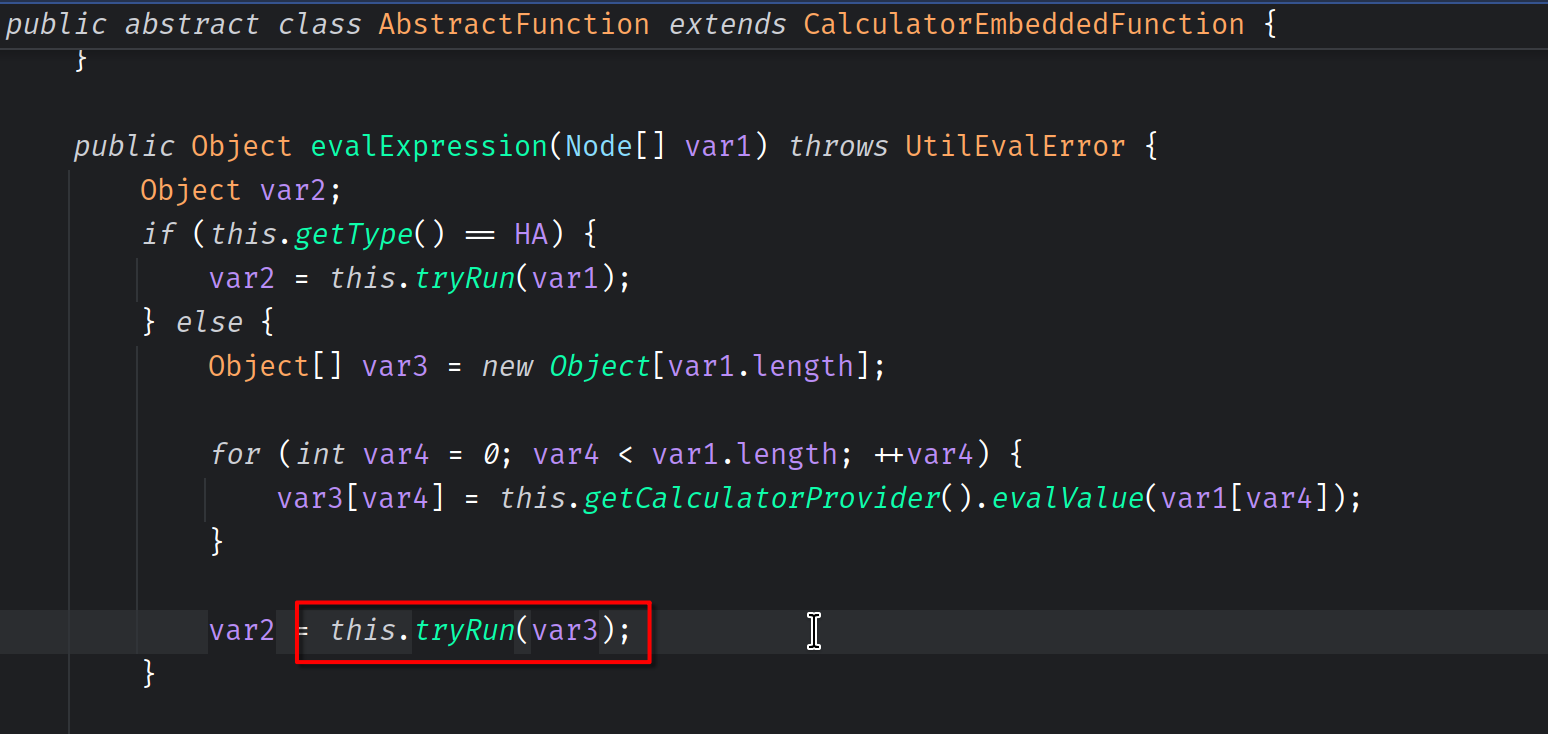 public abstract class AbstractFunction extends CalculatorEmbeddedFunction {
}
public Object evalExpression(Node[] var1) throws UtilEvalError {
Object var2;
if (this.getType() == HA) {
var2 = this.tryRun(var1);
} else {
Object[] var3 = new Object[var1.length];
for (int var4 = 0; var4 < var1.length; ++var4) {
var3[var4] = this.getCalculatorProvider().evalValue(var1[var4]);
}
var2 = this.tryRun(var3);
}